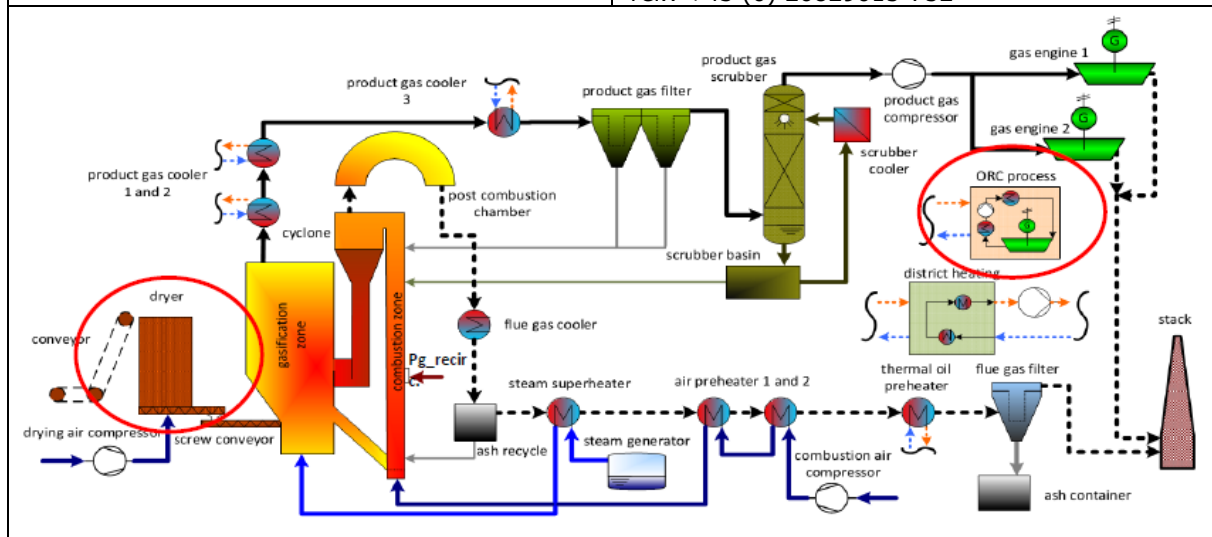 product gas cooler
3
product gas filter
product gas
scrubber
product gas
compressor
gas engine 1
G
gas engine 2
G
scrubber
cooler
ORC process
G
product gas cooler
1 and 2
post combustion
chamber
cyclone
scrubber basin
district heating
dryer
conveyor
gasification
zone
combustion zone
flue gas cooler
Pg_recir
stack
steam superheater
air preheater 1 and 2
thermal oil
preheater
flue gas filter
drying air compressor
screw conveyor
ash recycle
steam generator
combustion air
compressor
ash container